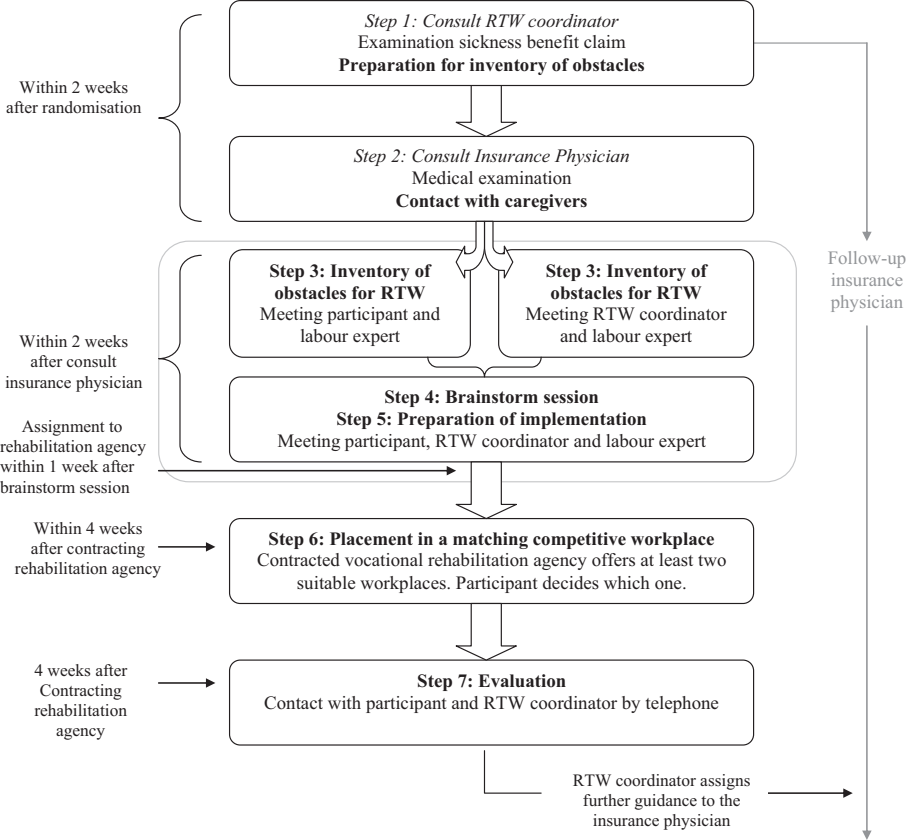 Step 1: Consult RTW coordinator
Examination sickness benefit claim
Preparation for inventory of obstacles
Within 2 weeks
after randomisation
Step 2: Consult Insurance Physician
Medical examination
Contact with caregivers
Follow-up
insurance
physician
Step 3: Inventory of
obstacles for RTW
Meeting participant and
labour expert
Step 3: Inventory of
obstacles for RTW
Meeting RTW coordinator
and labour expert
Within 2 weeks
after consult
insurance physician
Step 4: Brainstorm session
Step 5: Preparation of implementation
Meeting participant, RTW coordinator and labour expert
Assignment to
rehabilitation agency
within 1 week after
brainstorm session
Within 4 weeks
after contracting
rehabilitation agency
Step 6: Placement in a matching competitive workplace
Contracted vocational rehabilitation agency offers at least two
suitable workplaces. Participant decides which one.
4 weeks after
Contracting
rehabilitation
agency
Step 7: Evaluation
Contact with participant and RTW coordinator by telephone
RTW coordinator assigns
further guidance to the
insurance physician